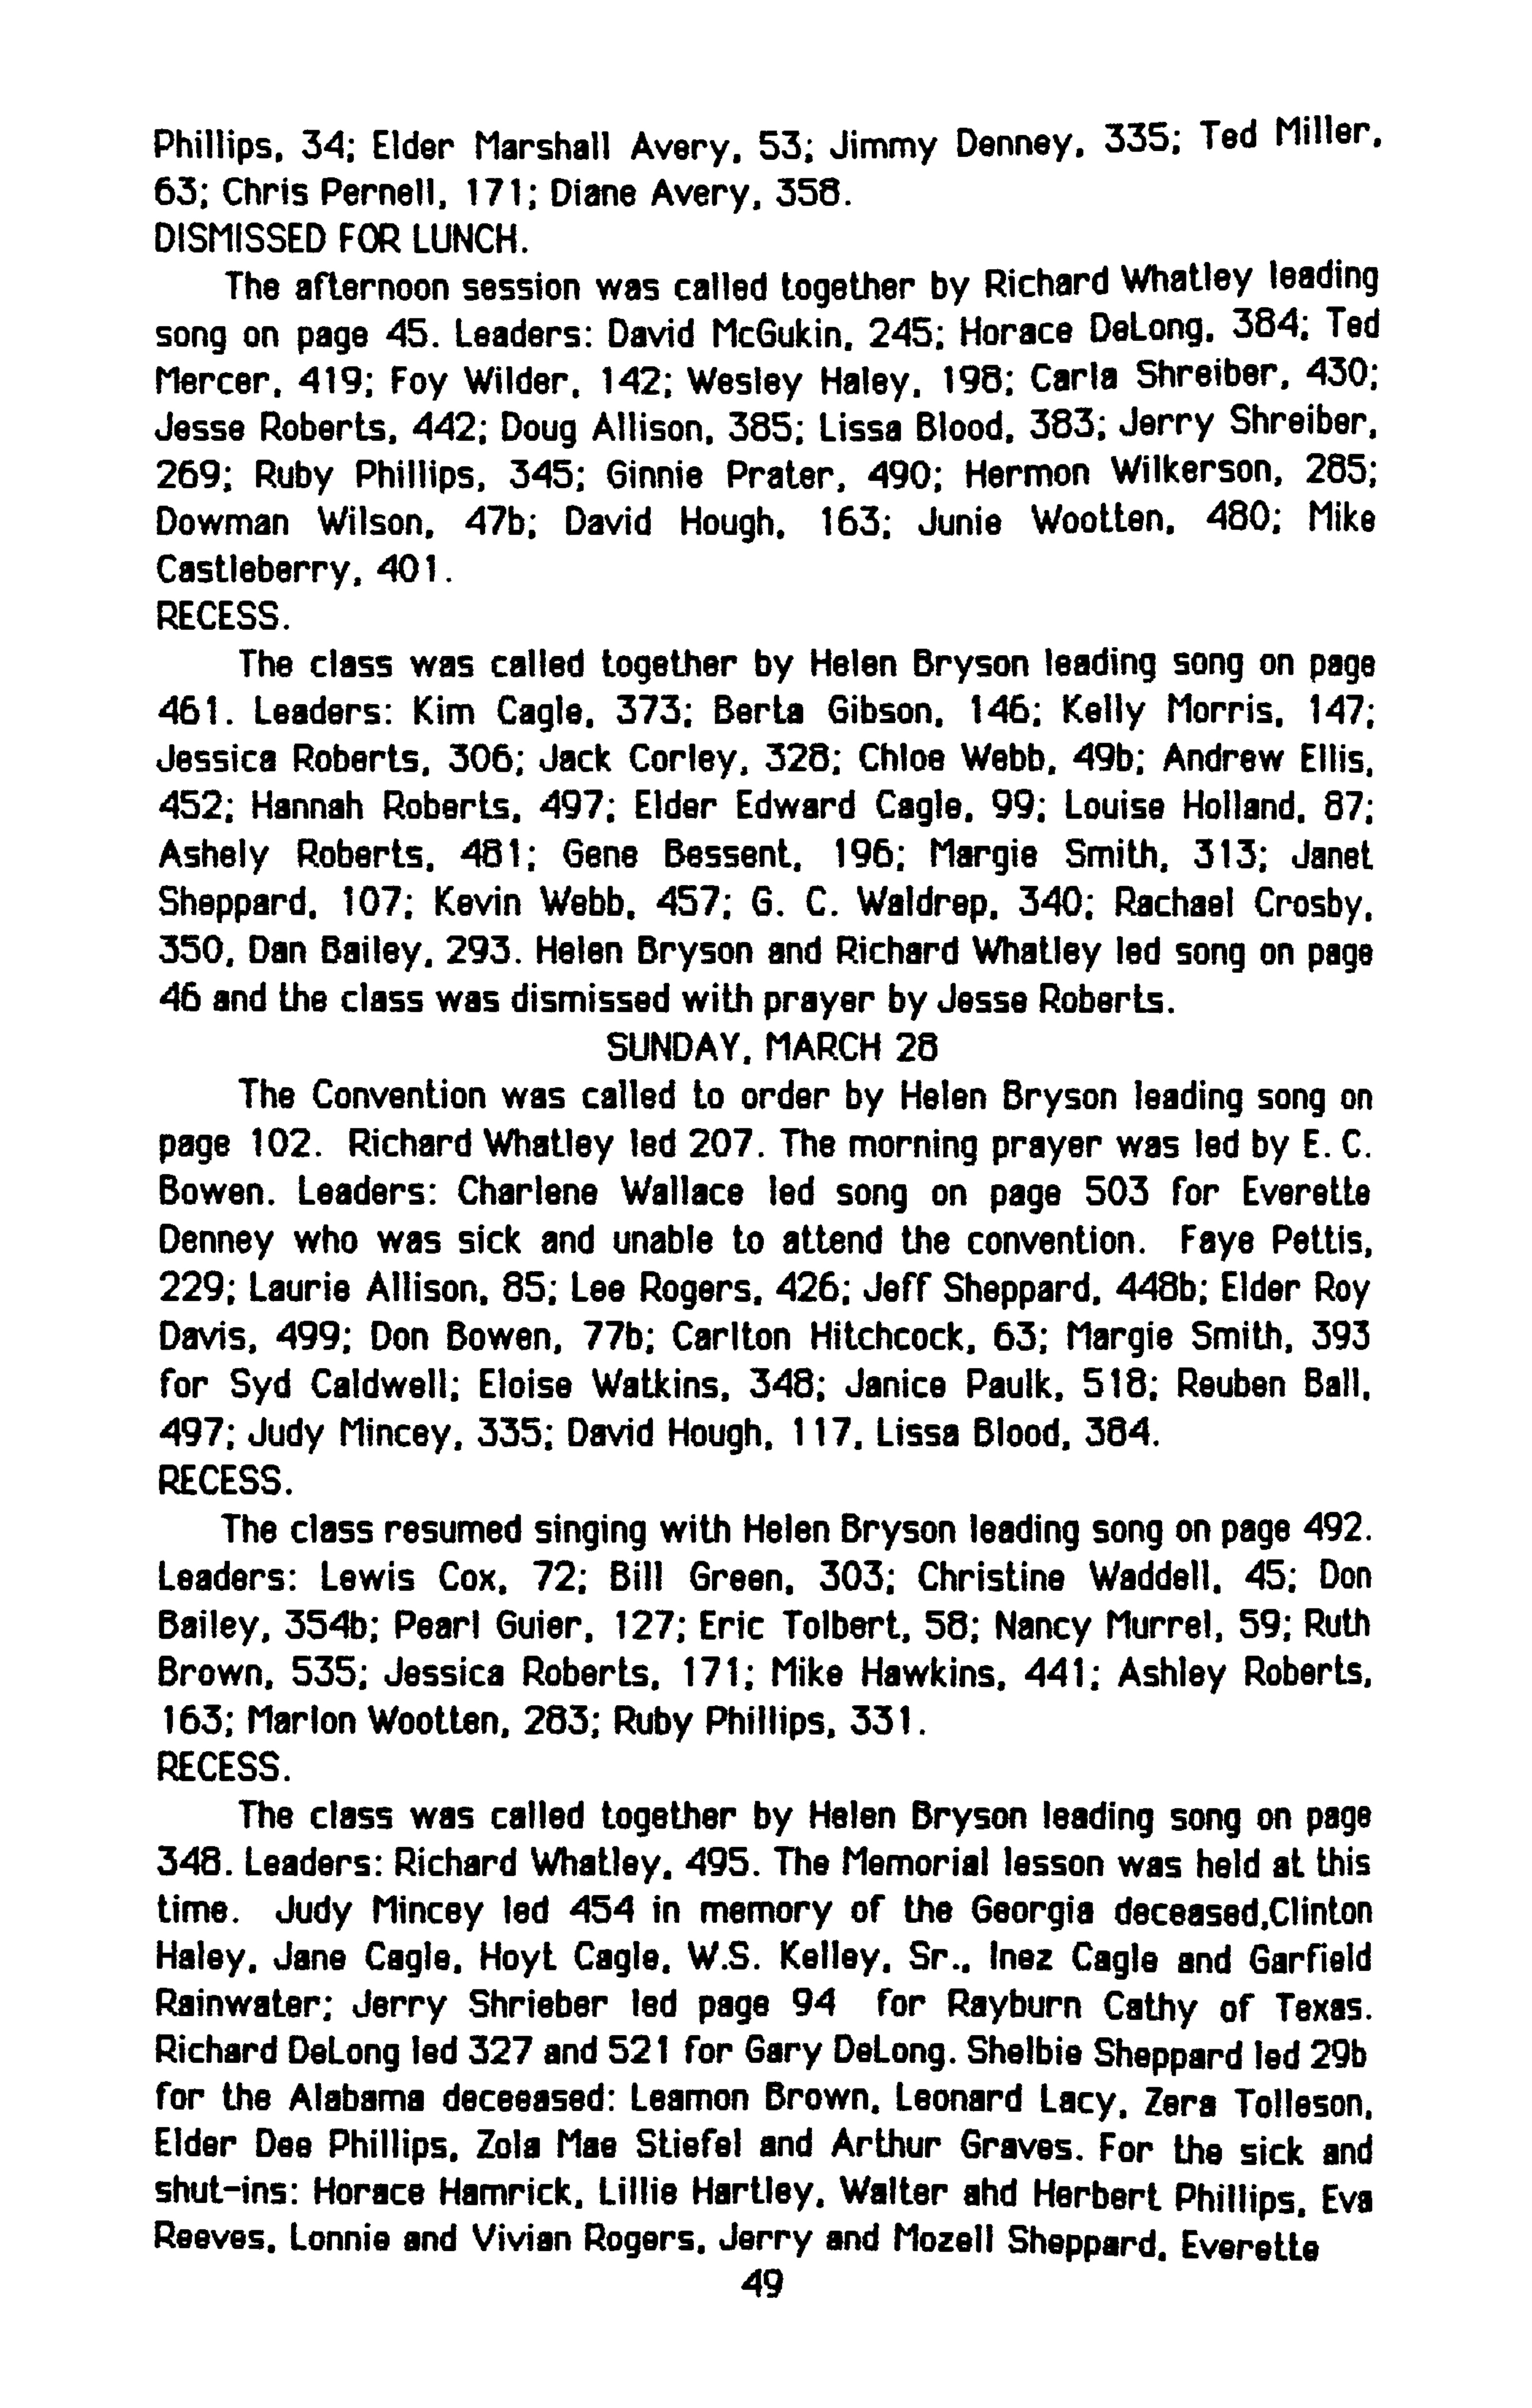 Phillips, 34; Elder Marshall Avery, 53; Jimmy Denney, 335; Ted Miller,
63; Chris Pernell, 171; Diane Avery, 358.
DISMISSED FOR LUNCH.
The afternoon session was called together by Richard Whatley leading
song on page 45. Leaders: David McGukin, 245; Horace DeLong, 384; Ted
Mercer, 419; Foy Wilder, 142; Wesley Haley, 198; Carla Shreiber, 430;
Jesse Roberts, 442; Doug Allison, 385; Lissa Blood, 383; Jerry Shreiber,
269; Ruby Phillips, 345; Ginnie Prater, 490; Hermon Wilkerson, 285;
Dowman Wilson, 47b; David Hough, 163; Junie Wootten, 480; Mike
Castleberry, 401.
RECESS.
The class was called together by Helen Bryson leading song on page
461. Leaders: Kim Cagle, 373; Berta Gibson, 146; Kelly Morris, 147;
Jessica Roberts, 306; Jack Corley, 328; Chloe Webb, 49b; Andrew Ellis,
452; Hannah Roberts, 497; Elder Edward Cagle, 99; Louise Holland, 87;
Ashely Roberts, 481; Gene Bessent, 196; Margie Smith, 313; Janet
Sheppard, 107; Kevin Webb, 457; G. C. Waldrep, 340; Rachael Crosby,
350, Dan Bailey, 293. Helen Bryson and Richard Whatley led song on page
46 and the class was dismissed with prayer by Jesse Roberts.
SUNDAY, MARCH 28
The Convention was called to order by Helen Bryson leading song on
page 102. Richard Whatley led 207. The morning prayer was led by E. C.
Bowen. Leaders: Charlene Wallace led song on page 503 for Everette
Denney who was sick and unable to attend the convention. Faye Pettis,
229; Laurie Allison, 85; Lee Rogers, 426; Jeff Sheppard, 448b; Elder Roy
Davis, 499; Don Bowen, 77b; Carlton Hitchcock, 63; Margie Smith, 393
for Syd Caldwell; Eloise Watkins, 348; Janice Paulk, 518; Reuben Ball,
497; Judy Mincey, 335; David Hough, 117, Lissa Blood, 384.
RECESS.
The class resumed singing with Helen Bryson leading song on page 492.
Leaders: Lewis Cox, 72; Bill Green, 303; Christine Waddell, 45; Don
Bailey, 354b; Pearl Guier, 127; Eric Tolbert, 58; Nancy Murrel, 59; Ruth
Brown, 535; Jessica Roberts, 171; Mike Hawkins, 441; Ashley Roberts,
163; Marlon Wootten, 283; Ruby Phillips, 331.
RECESS.
The class was called together by Helen Bryson leading song on page
348. Leaders: Richard Whatley, 495. The Memorial lesson was held at this
time. Judy Mincey led 454 in memory of the Georgia deceased,Clinton
Haley, Jane Cagle, Hoyt Cagle, W.S. Kelley, Sr., Inez Cagle and Garfield
Rainwater; Jerry Shrieber led page 94 for Rayburn Cathy of Texas.
Richard DeLong led 327 and 521 for Gary DeLong. Shelbie Sheppard led 29b
for the Alabama deceeased: Leamon Brown, Leonard Lacy, Zera Tolleson,
Elder Dee Phillips, Zola Mae Stiefel and Arthur Graves. For the sick and
shut-ins: Horace Hamrick, Lillie Hartley, Walter ahd Herbert Phillips, Eva
Reeves, Lonnie and Vivian Rogers, Jerry and Mozell Sheppard, Everette
49